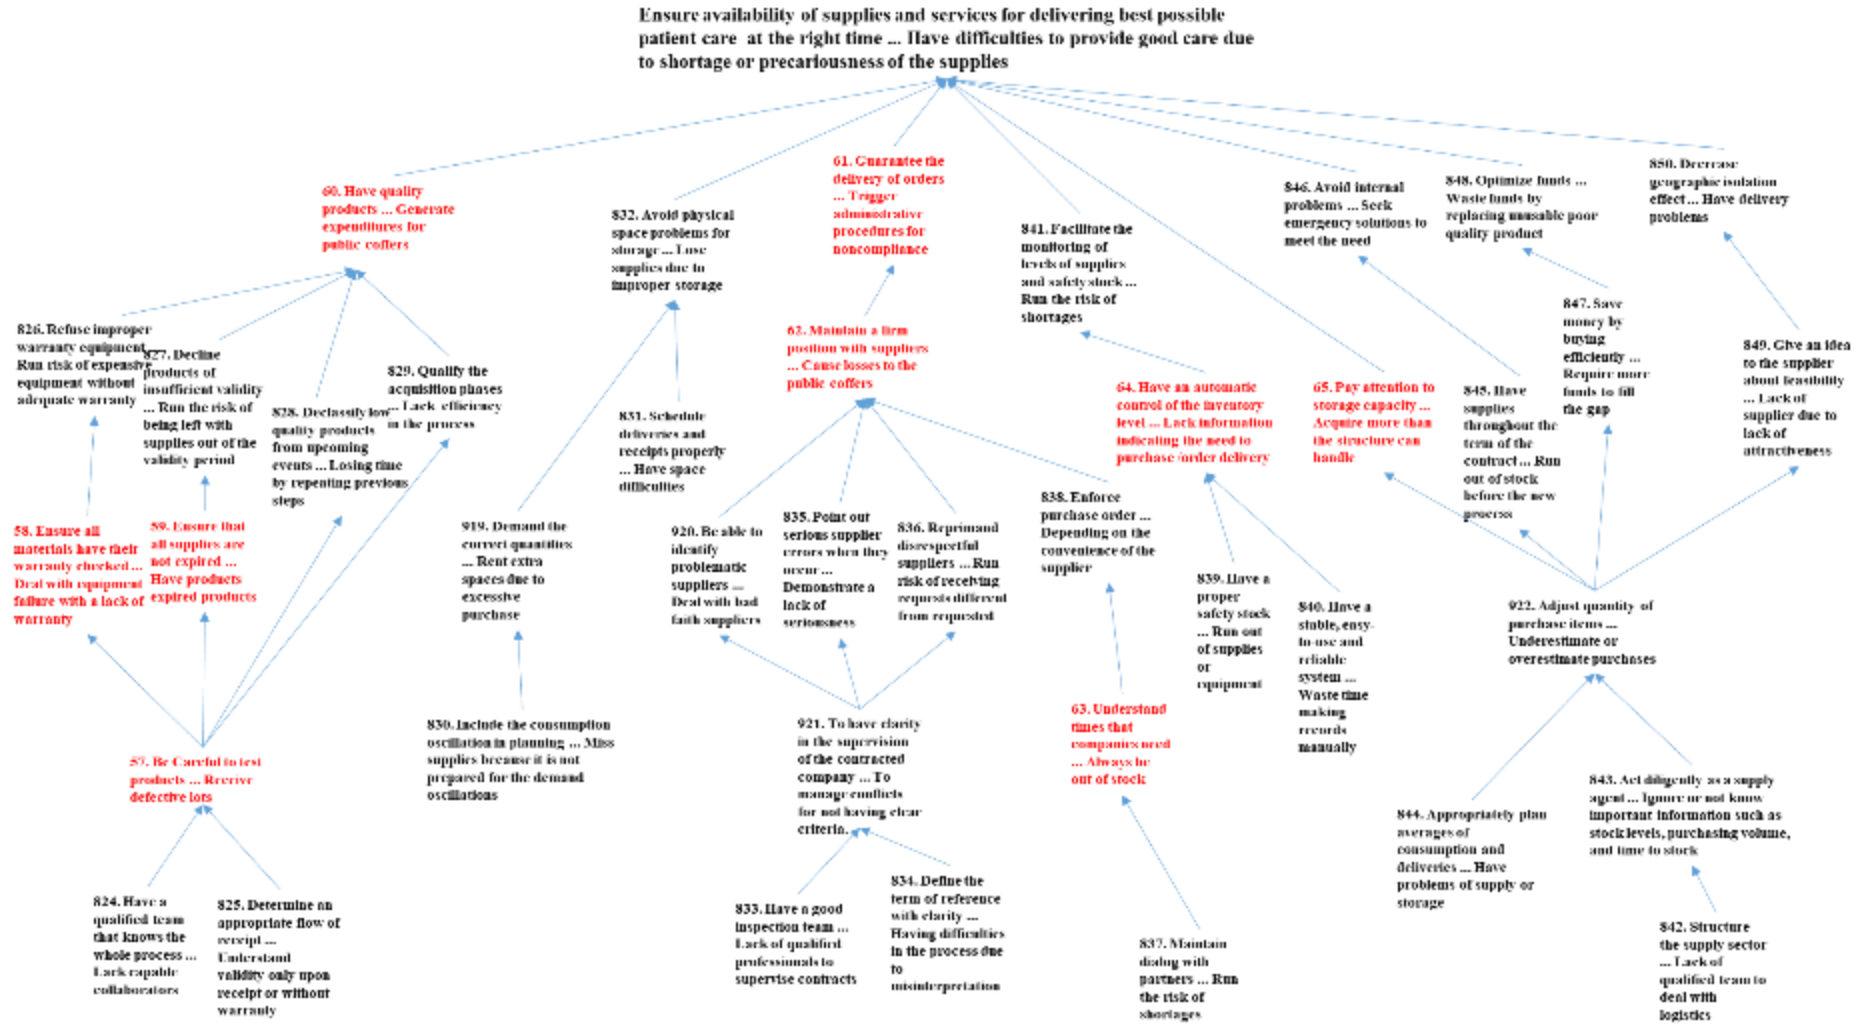 Ensure availability of supplies and services for delivering best possible
patient care at the right time ... Have difficulties to provide good care due
to shortage or precariousness of the supplies
60. Have quality
products ... Generate
expenditures for
public coffers
832. Avoid physical
space problems for
storage ... Lose
supplies due to
improper storage
61. Guarantee the
delivery of orders
... Trigger
administrative
procedures for
noncompliance
841. Facilitate the
monitoring of
levels of supplies
and safety stock ...
Run the risk of
shortages
846. Avoid internal
problems ... Seek
emergency solutions to
meet the need
848. Optimize funds ...
Waste funds by
replacing unusable poor
quality product
850. Decrease
geographic isolation
effect ... Have delivery
problems
826. Refuse improper
warranty equipment ...
Run risk of expensive
equipment without
adequate warranty
827. Decline
products of
insufficient validity
... Run the risk of
being left with
supplies out of the
validity period
828. Declassify low
quality products
from upcoming
events ... Losing time
by repeating previous
steps
829. Qualify the
acquisition phases
... Lack efficiency
in the process
831. Schedule
deliveries and
receipts properly
... Have space
difficulties
62. Maintain a firm
position with suppliers
... Cause losses to the
public coffers
64. Have an automatic
control of the inventory
level ... Lack information
indicating the need to
purchase /order delivery
65. Pay attention to
storage capacity ...
Acquire more than
the structure can
handle
845. Have
supplies
throughout the
term of the
contract ... Run
out of stock
before the new
process
847. Save
money by
buying
efficiently ...
Require more
funds to fill
the gap
849. Give an idea
to the supplier
about feasibility
... Lack of
supplier due to
lack of
attractiveness
58. Ensure all
materials have their
warranty checked ...
Deal with equipment
failure with a lack of
warranty
59. Ensure that
all supplies are
not expired ...
Have products
expired products
919. Demand the
correct quantities
... Rent extra
spaces due to
excessive
purchase
920. Be able to
identify
problematic
suppliers ...
Deal with bad
faith suppliers
835. Point out
serious supplier
errors when they
occur ...
Demonstrate a
lack of
seriousness
836. Reprimand
disrespectful
suppliers ... Run
risk of receiving
requests different
from requested
838. Enforce
purchase order ...
Depending on the
convenience of the
supplier
839. Have a
proper
safety stock
... Run out
of supplies
or
equipment
840. Have a
stable, easy-
to-use and
reliable
system ...
Waste time
making
records
manually
922. Adjust quantity of
purchase items ...
Underestimate or
overestimate purchases
57. Be Careful to test
products ... Receive
defective lots
830. Include the consumption
oscillation in planning ... Miss
supplies because it is not
prepared for the demand
oscillations
921. To have clarity
in the supervision
of the contracted
company ... To
manage conflicts
for not having clear
criteria.
63. Understand
times that
companies need
... Always be
out of stock
844. Appropriately plan
averages of
consumption and
deliveries ... Have
problems of supply or
storage
843. Act diligently as a supply
agent ... Ignore or not know
important information such as
stock levels, purchasing volume,
and time to stock
824. Have a
qualified team
that knows the
whole process ...
Lack capable
collaborators
825. Determine an
appropriate flow of
receipt ...
Understand
validity only upon
receipt or without
warranty
833. Have a good
inspection team ...
Lack of qualified
professionals to
supervise contracts
834. Define the
term of reference
with clarity ...
Having difficulties
in the process due
to
misinterpretation
837. Maintain
dialog with
partners ... Run
the risk of
shortages
842. Structure
the supply sector
... Lack of
qualified team to
deal with
logistics